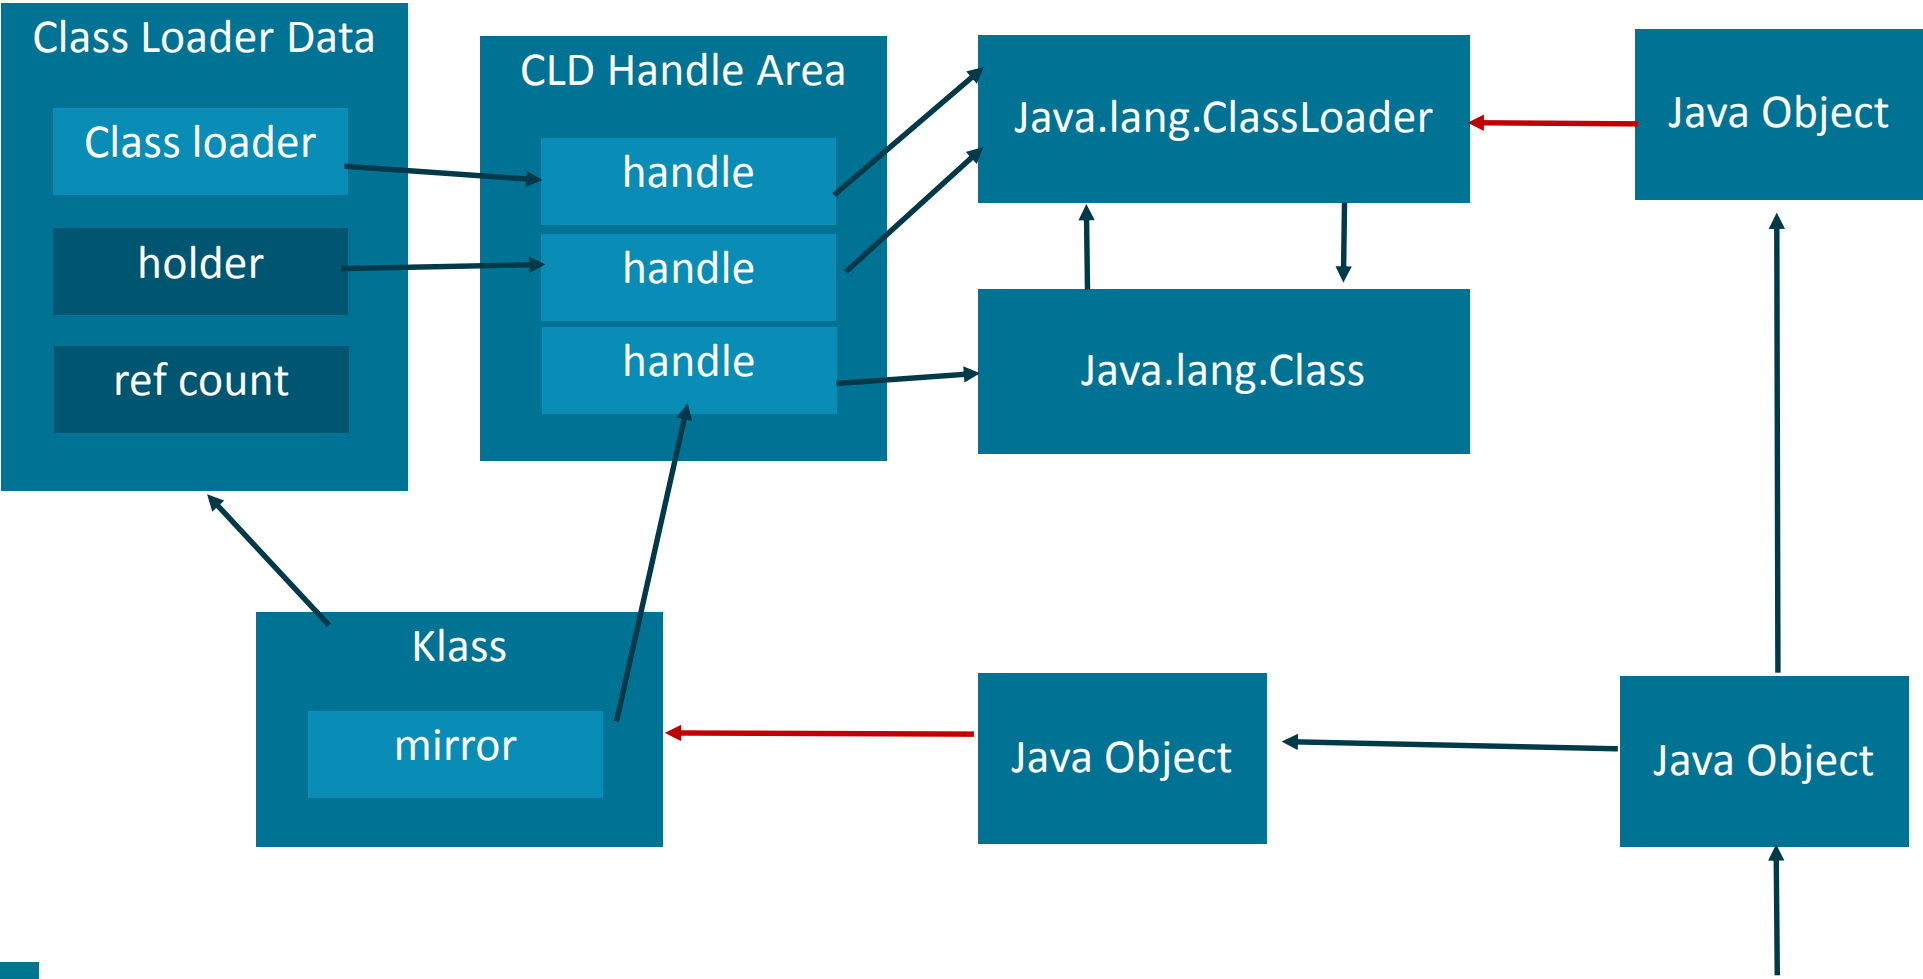 Class Loader Data
Class loader
holder
ref count
CLD Handle Area
handle
handle
handle
Java.lang.ClassLoader
Java.lang.Class
Java Object
Klass
mirror
Java Object
Java Object